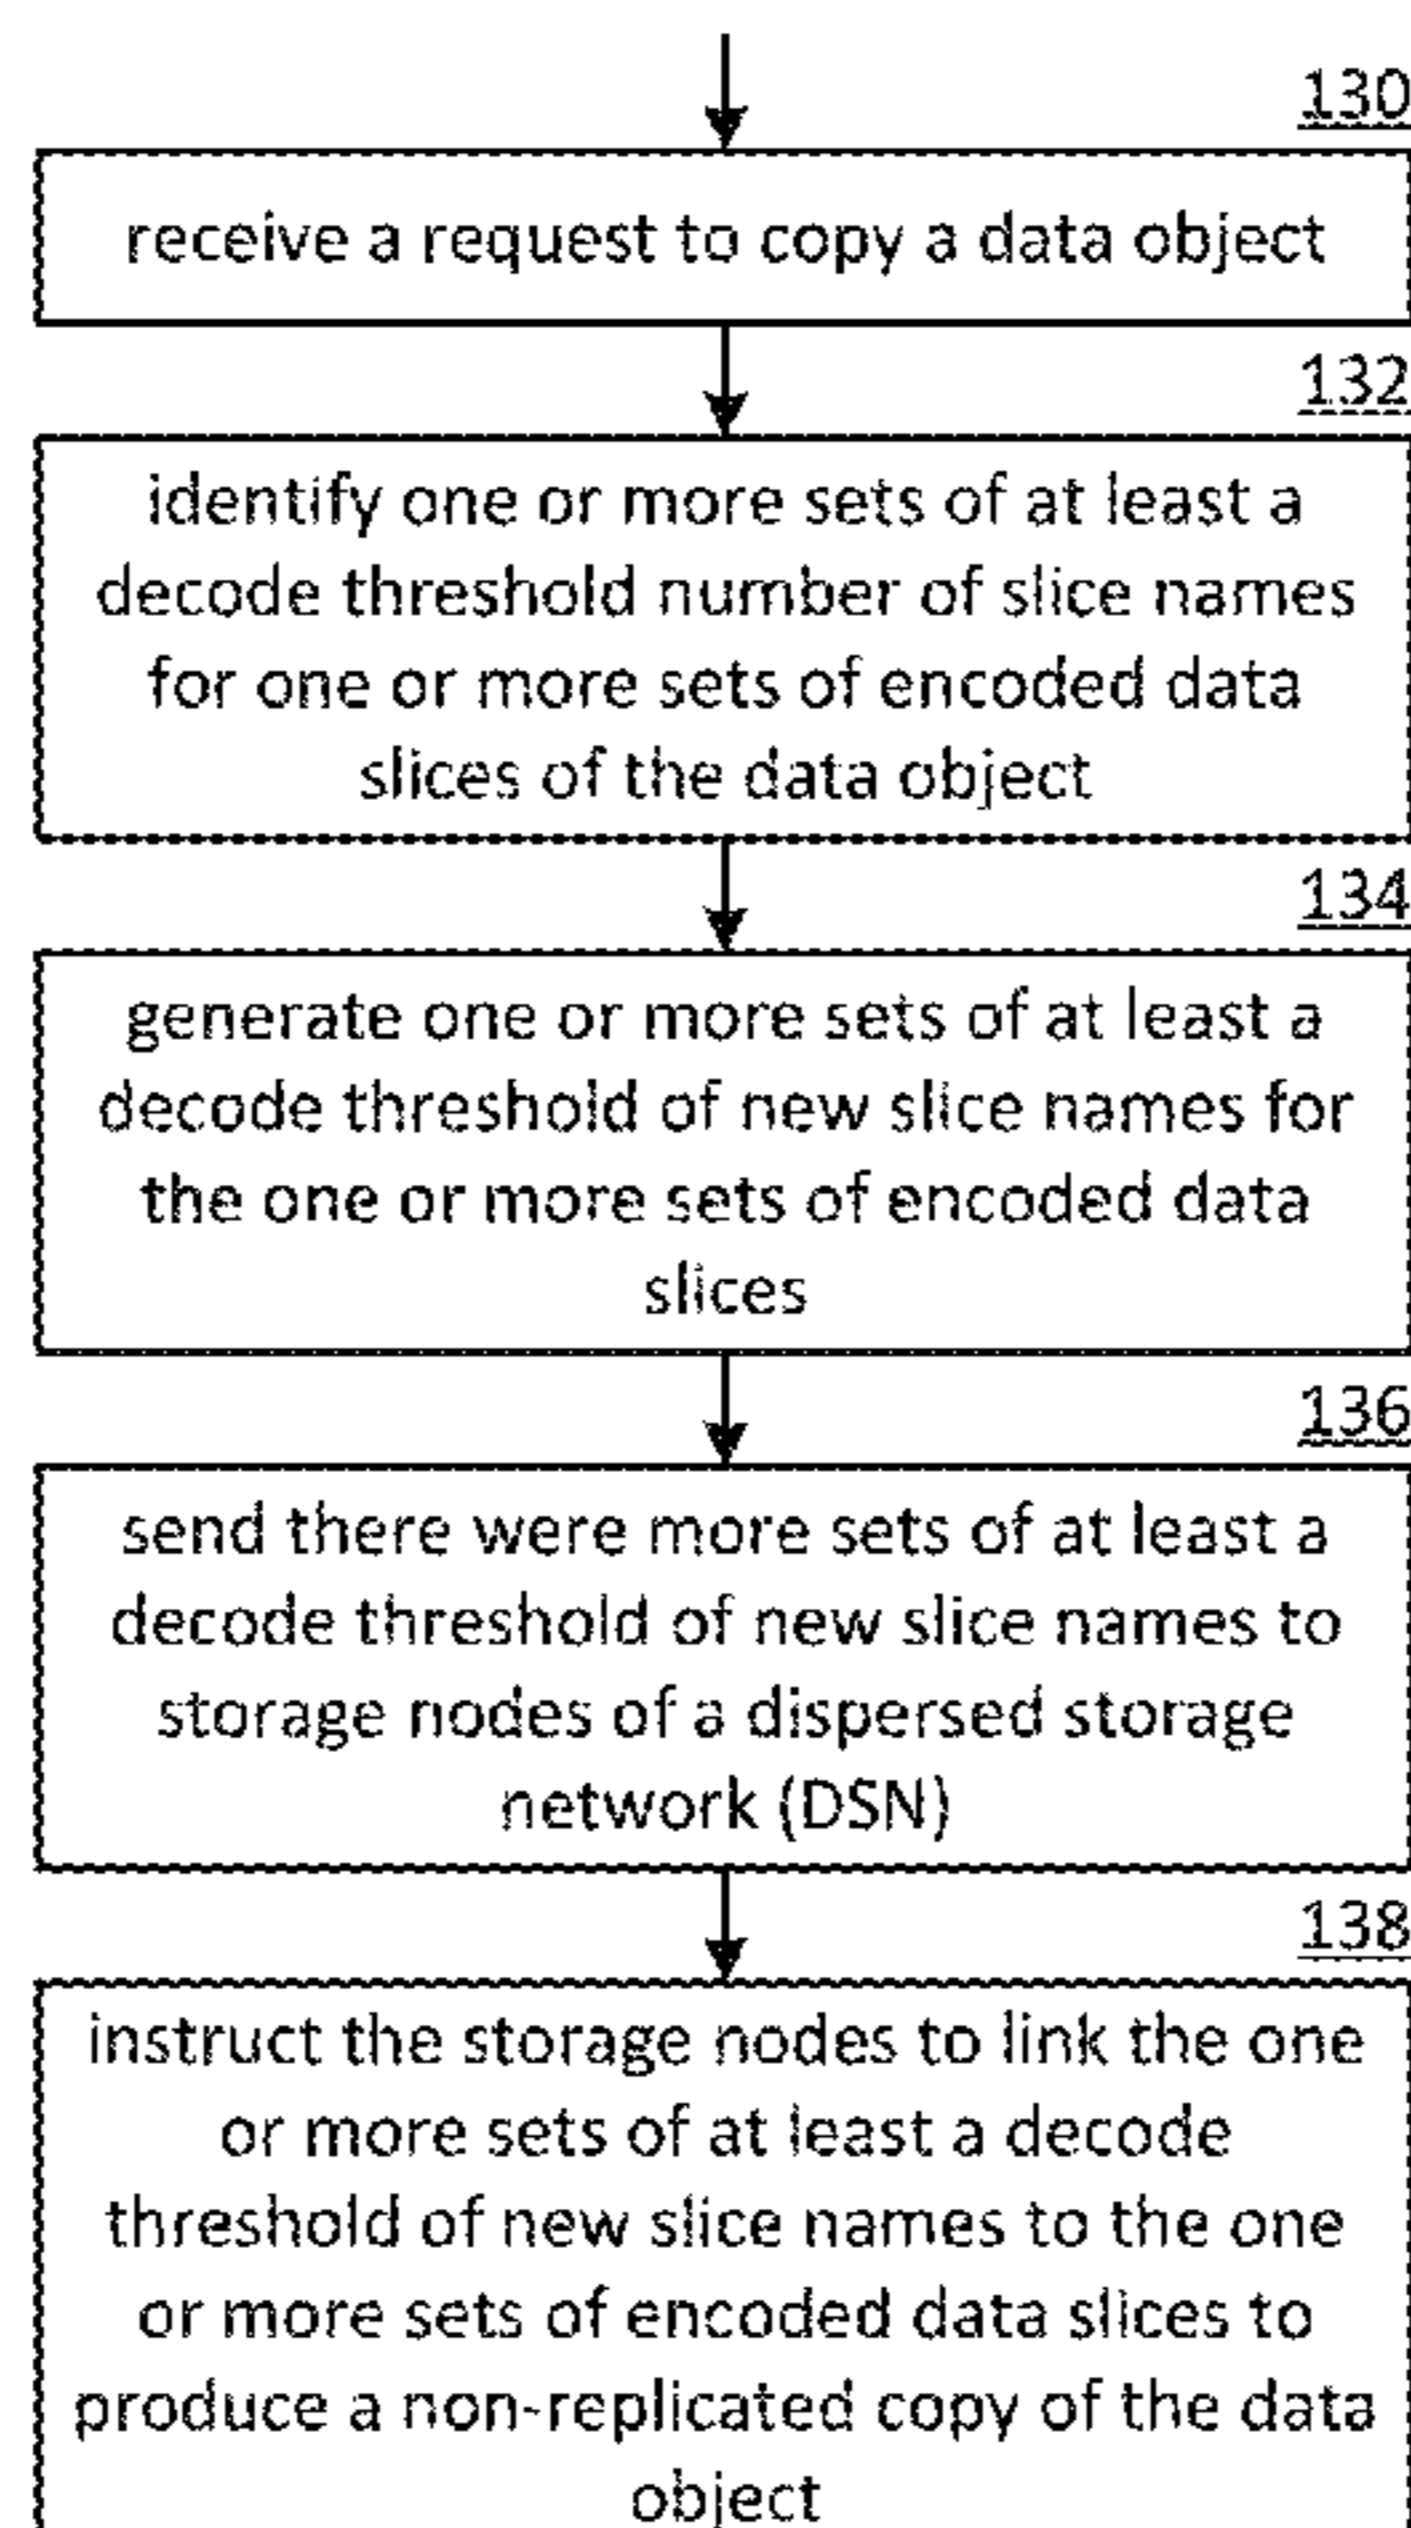 130
receive a request to copy a data object
132
identify one or more sets of at least a
decode threshold number of slice names
for one or more sets of encoded data
slices of the data object
134
generate one or more sets of at least a
decode threshold of new slice names for
the one or more sets of encoded data
slices
136
send there were more sets of at least a
decode threshold of new slice names to
storage nodes of a dispersed storage
network (DSN)
138
instruct the storage nodes to link the one
or more sets of at least a decode
threshold of new slice names to the one
or more sets of encoded data slices to
produce a non-replicated copy of the data
object